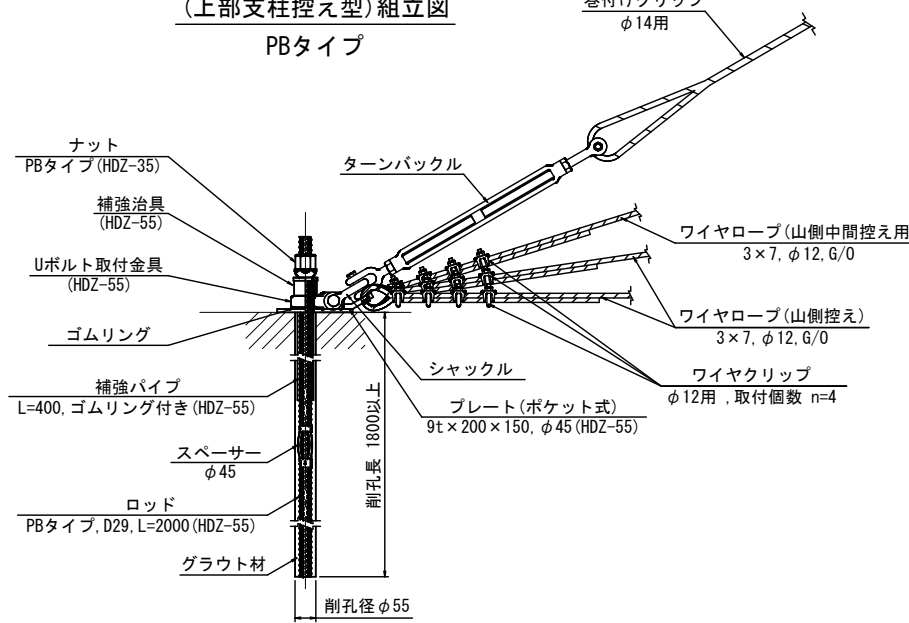 (上部支柱控え型)組立図
PBタイプ
巻付けグリップ
φ14用
ナット
PBタイプ(HDZ-35)
補強治具
(HDZ-55)
Uボルト取付金具
(HDZ-55)
ゴムリング
補強パイプ
L=400, ゴムリング付き(HDZ-55)
スペーサー
φ45
ロッド
PBタイプ, D29, L=2000(HDZ-55)
グラウト材
ターンバックル
ワイヤロープ(山側中間控え用
3×7, φ12, G/O
ワイヤロープ(山側控え)
3×7, φ12, G/O
ワイヤクリップ
φ12用 , 取付個数 n=4
シャックル
プレート(ポケット式)
9t×200×150, φ45(HDZ-55)
削孔長 1800以上
削孔径φ55